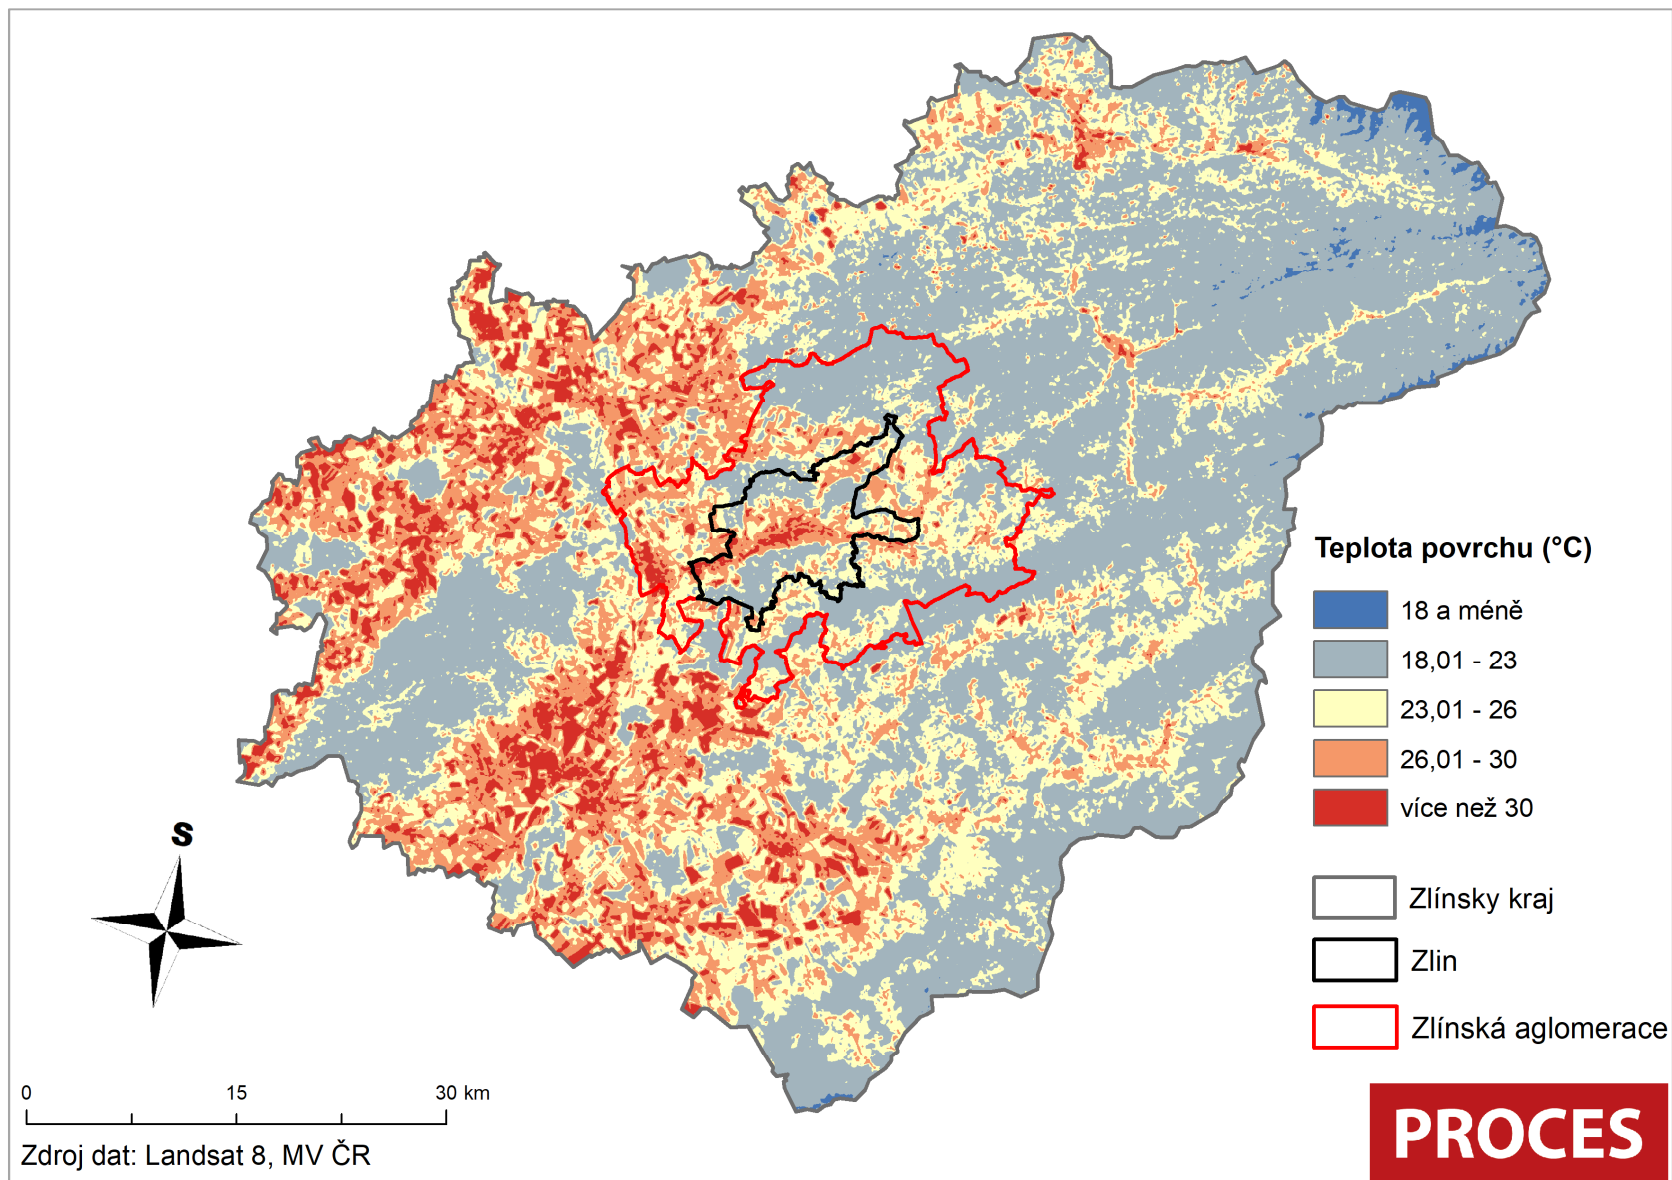 Teplota povrchu (°C)
18 a méně
18,01 - 23
23,01 - 26
26,01 - 30
více než 30
Zlínsky kraj
Zlin
Zlínská aglomerace
S
0 15 30 km
Zdroj dat: Landsat 8, MV ČR
PROCES